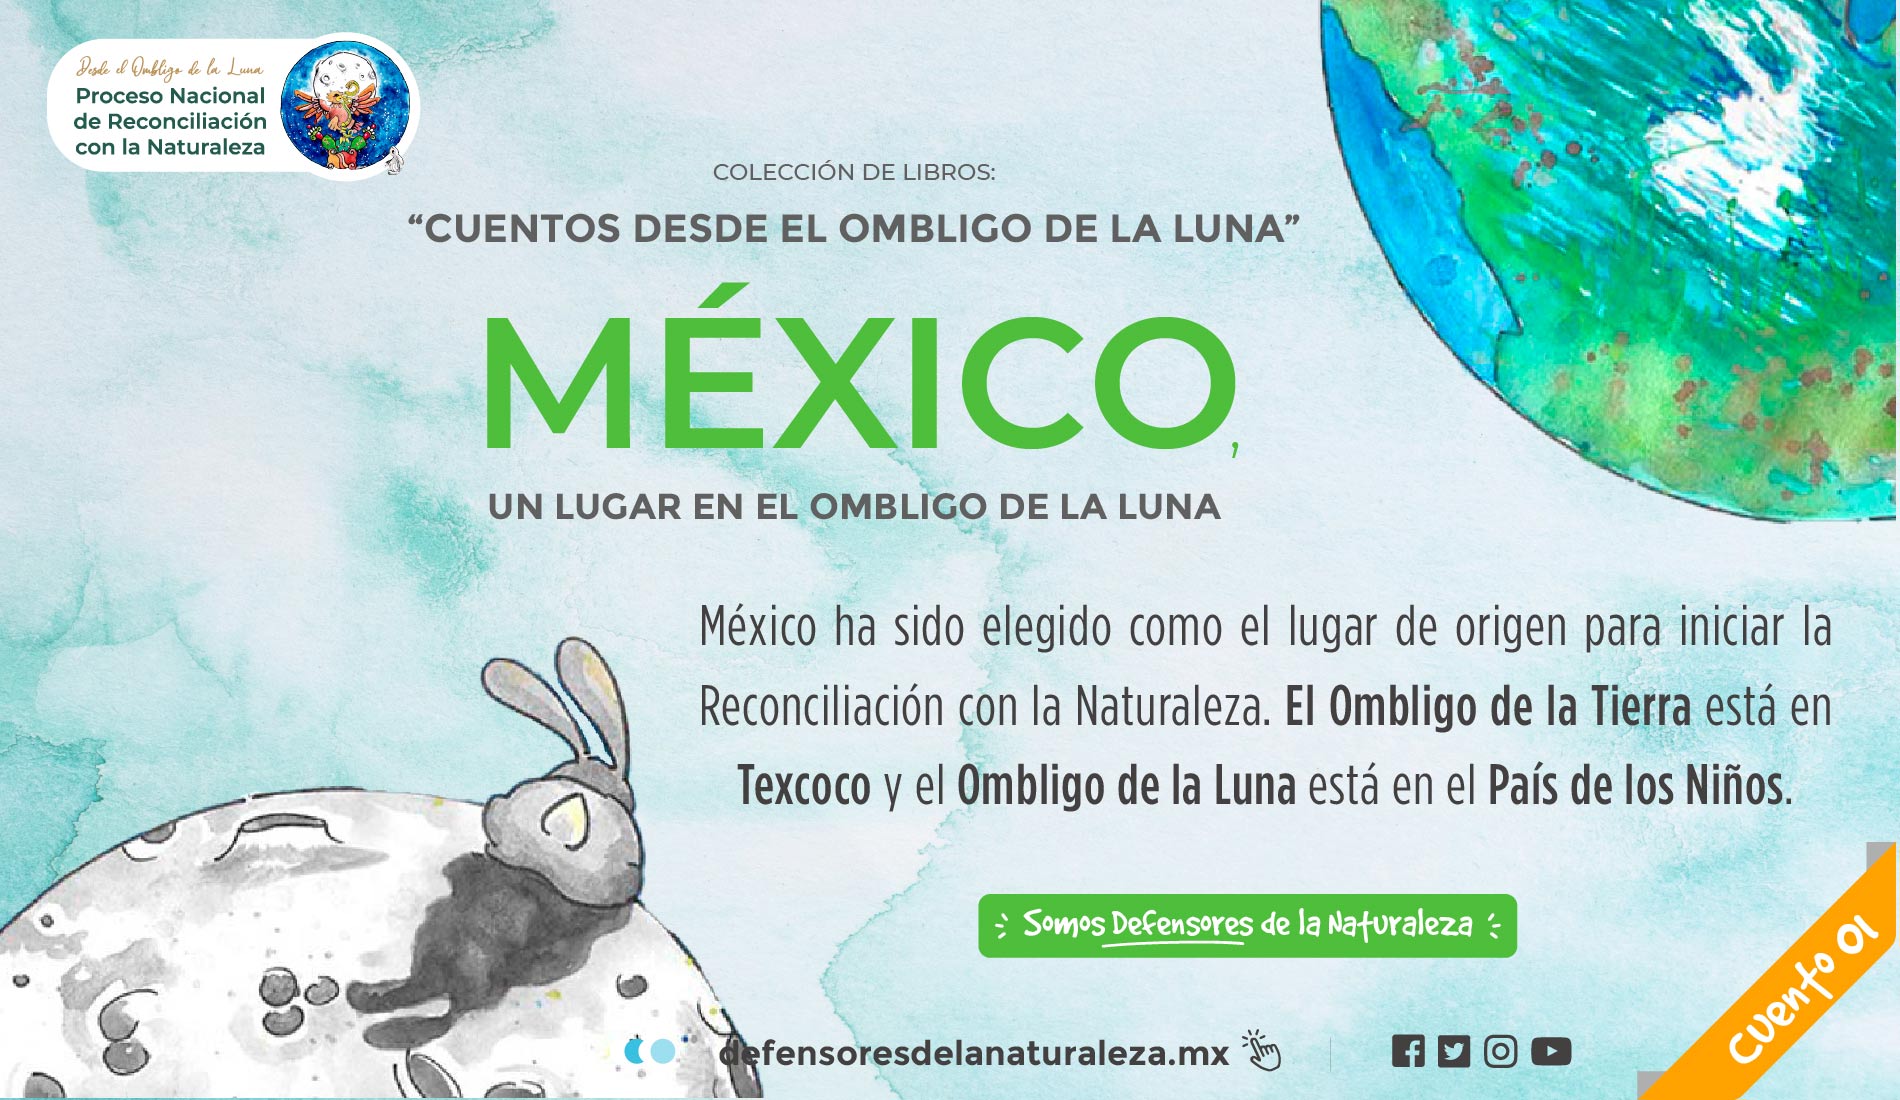 Desde el Ombligo de la Luna
Proceso Nacional
de Reconciliación
con la Naturaleza
COLECCIÓN DE LIBROS:
“CUENTOS DESDE EL OMBLIGO DE LA LUNA”
MÉXICO,
UN LUGAR EN EL OMBLIGO DE LA LUNA
México ha sido elegido como el lugar de origen para iniciar la
Reconciliación con la Naturaleza. El Ombligo de la Tierra está en
Texcoco y el Ombligo de la Luna está en el País de los Niños.
Somos Defensores de la Naturaleza
Cuento 01
defensoresdelanaturaleza.mx